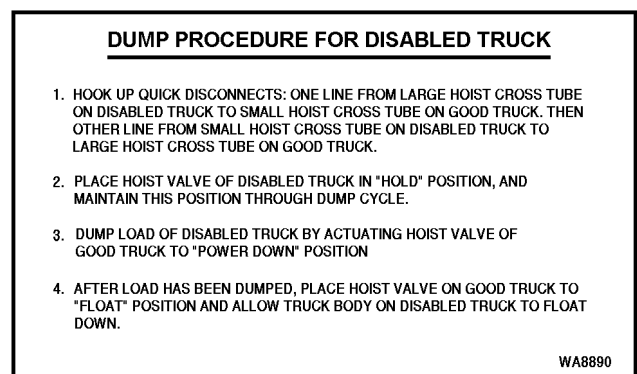 DUMP PROCEDURE FOR DISABLED TRUCK
1. HOOK UP QUICK DISCONNECTS: ONE LINE FROM LARGE HOIST CROSS TUBE
ON DISABLED TRUCK TO SMALL HOIST CROSS TUBE ON GOOD TRUCK. THEN
OTHER LINE FROM SMALL HOIST CROSS TUBE ON DISABLED TRUCK TO
LARGE HOIST CROSS TUBE ON GOOD TRUCK.
2. PLACE HOIST VALVE OF DISABLED TRUCK IN "HOLD" POSITION, AND
MAINTAIN THIS POSITION THROUGH DUMP CYCLE.
3. DUMP LOAD OF DISABLED TRUCK BY ACTUATING HOIST VALVE OF
GOOD TRUCK TO "POWER DOWN" POSITION
4. AFTER LOAD HAS BEEN DUMPED, PLACE HOIST VALVE ON GOOD TRUCK TO
"FLOAT" POSITION AND ALLOW TRUCK BODY ON DISABLED TRUCK TO FLOAT
DOWN.
WA8890